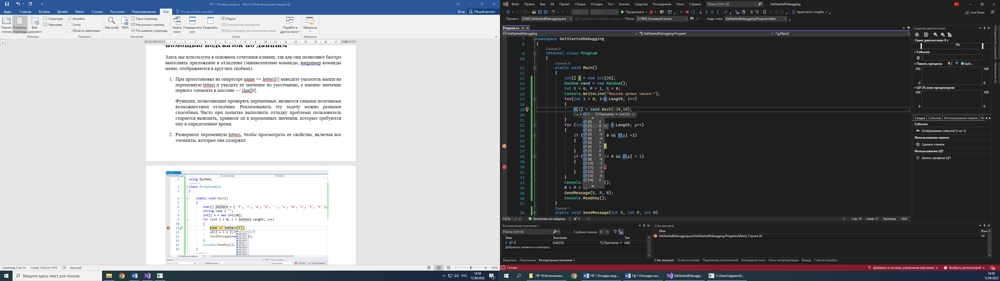 ПР 1 Отладка модуля - Word (Сбой активации продукта)
Файл Главная Вставка Дизайн Макет Ссылки Рассылки Рецензирование Вид Что вы хотите сделать? Вход Общий доступ
Режим чтения
Разметка страницы
Веб-документ
Структура
Черновик
Режимы
Линейка
Сетка
Область навигации
Показать
Масштаб
100%
Одна страница
Несколько страниц
По ширине страницы
Масштаб
Новое окно
Упорядочить все
Разделить
Рядом
Синхронная прокрутка
Восстановить расположение окна
Окно
Перейти в другое окно
Макросы
Макросы
помощью подсказок по данным
Здесь мы используем в основном сочетания клавиш, так как они позволяют быстро
выполнять приложение в отладчике (эквивалентные команды, например команды
меню, отображаются в круглых скобках).
1. При приостановке на операторе name += letters[i] наведите указатель мыши на
переменную letters и увидите ее значение по умолчанию, а именно значение
первого элемента в массиве — char[0].
Функции, позволяющие проверять переменные, являются самыми полезными
возможностями отладчика. Реализовывать эту задачу можно разными
способами. Часто при попытке выполнить отладку проблемы пользователь
старается выяснить, хранятся ли в переменных значения, которые требуются
ему в определенное время.
2. Разверните переменную letters, чтобы просмотреть ее свойства, включая все
элементы, которые она содержит.
Program.cs
GetStartedDebugging ArrayExample Main()
1 using System;
Ссылок: 0
2 class ArrayExample
3 {
4 static void Main()
5 {
6 char[] letters = { 'f', 'r', 'e', 'd', ' ', 's', 'm', 'i', 't', 'h' };
7 string name = "";
8 int[] a = new int[10];
9 for (int i = 0; i < letters.Length; i++)
10 {
11 name += letters[i];
12 a[i] = i + 1;
13 SendMessage(nam
14 }
15 Console.ReadKey();
16 }
ссылка: 1
Проблемы не найдены.
Видимые
Поиск (Ctrl+E) Глубина поиска:
Список ошибок
Все решение 0 Ошибки 0 Предупреждения
Страница 3 из 14 Слово 1255 из 1470 русский 102%
Введите здесь текст для поиска
РУС 14:58
12.09.2022
Файл Правка Вид Git Проект Сборка Отладка Тест Анализ Средства Расширения Окно Справка Поиск (Ctrl+Q) GetStartedDebugging ВК
Debug Any CPU Продолжить Application Insights Live Share
Процесс: [3360] GetStartedDebugging.exe События жизненного цикла Поток: [11964] Основной поток Кадр стека: GetStartedDebugging.Program.Main
Program.cs
GetStartedDebugging GetStartedDebugging.Program Main()
7 namespace GetStartedDebugging
8 {
Ссылок: 0
9 internal class Program
10 {
Ссылок: 0
11 static void Main()
12 {
13 int[] Z = new int[35];
14 Random rand = new Random();
15 int S = 0, P = 1, R = 0;
16 Console.WriteLine("Массив целых чисел:");
17 for(int i = 0; i<Z.Length; i++)
18 {
19 Z[i] = rand.Next(-10,10);
20 Co
21 }
22 for (int Z.Length; y++)
23 {
24 if ( 0 && Z[y] <3)
25 {
26 ;
27 }
28 if ( != 0 && Z[y] > 1)
29 {
30 ;
31 }
32 }
33 Console. ();
34 R = P + S;
35 SendMessage(S, P, R);
36 Console.ReadKey();
37 }
Ссылок: 1
38 static void SendMessage(int S, int P, int R)
Z Просмотр {int[35]}
[0] 0
[1] 9
[2] 8
[3] -5
[4] -4
[5] 5
[6] 1
[7] 8
[8] 8
[9] -6
[10] -2
[11] -3
[12] -3
[13] -6
[14] 5
118 % Проблемы не найдены. Стр: 19 Симв: 17 Пробелы CRLF
Контрольные значения 1
Поиск (Ctrl+E) Глубина поиска: 3
Имя Значение Тип
Z {int[35]} Просмотр int[]
Добавить элемент в контрол...
Видимые Локальные Контрольные значения 1
Стек вызовов
Имя Язык
GetStartedDebugging.exe!GetStartedDebugging.Program.Main() Строка 26 C#
Стек вызовов Точки останова Параметры исключений Командное окно Окно интерпретации Вывод Список ошибок
Средства диагностики
Сеанс диагностики: 0 с
10с
События
Память процесса С Байт..
100 100
0 0
ЦП (% всех процессоров)
100 100
0 0
Сводка События Использование памяти Ис
События
Отображение событий (1 из 1)
Использование памяти
Сделать снимок
Использование ЦП
Запись профиля ЦП
Обозреватель решений
Изменения Git
Готово Добавить в систему управления версиями Выбрать репозиторий
ПР 18 Использова... ПР 1 Отладка мод... Пр 1 Откладка мо... GetStartedDebuggi... C:\Users\Админ\D...
14:58
12.09.2022